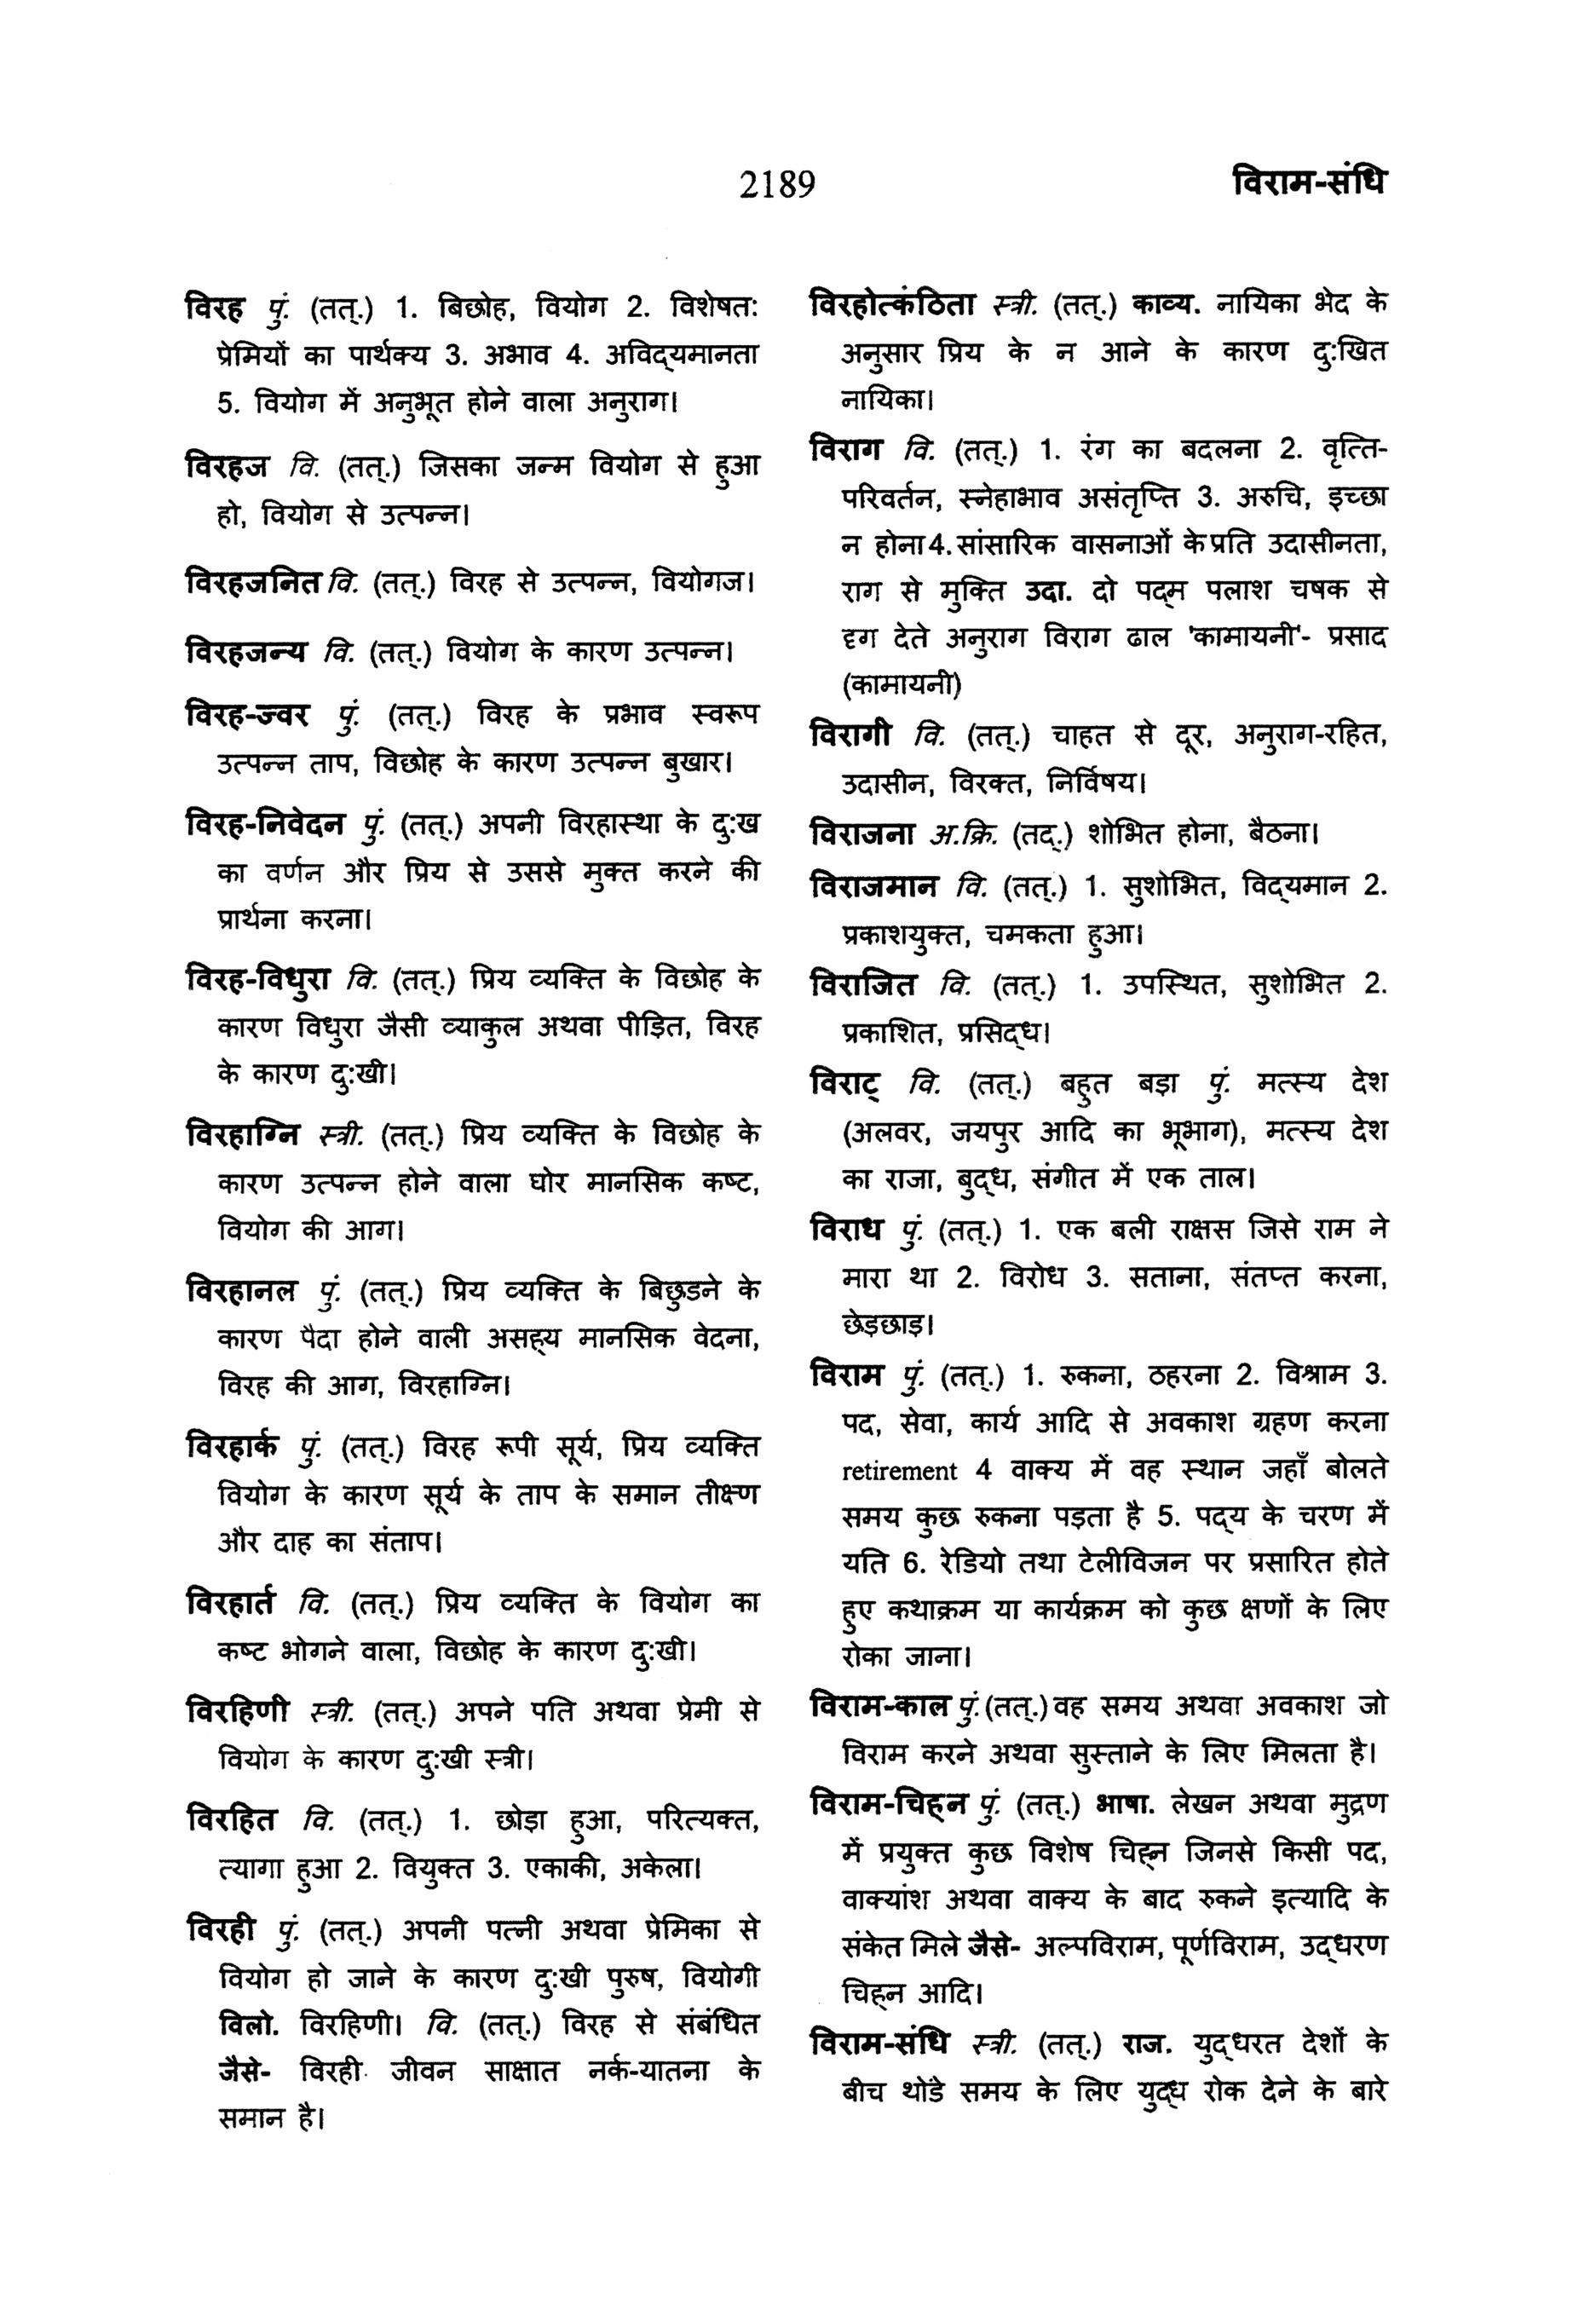 2189
विराम-संधि
विरह पुं. (तत्.) 1. बिछोह, वियोग 2. विशेषतः
प्रेमियों का पार्थक्य 3. अभाव 4. अविद्यमानता
5. वियोग में अनुभूत होने वाला अनुराग।
विरहज वि. (तत्.) जिसका जन्म वियोग से हुआ
हो, वियोग से उत्पन्न।
विरहजनित वि. (तत्.) विरह से उत्पन्न, वियोगज।
विरहजन्य वि. (तत्.) वियोग के कारण उत्पन्न।
विरह-ज्वर पुं. (तत्.) विरह के प्रभाव स्वरूप
उत्पन्न ताप, विछोह के कारण उत्पन्न बुखार।
विरह-निवेदन पुं. (तत्.) अपनी विरहास्था के दुःख
का वर्णन और प्रिय से उससे मुक्त करने की
प्रार्थना करना।
विरह-विधुरा वि. (तत्.) प्रिय व्यक्ति के विछोह के
कारण विधुरा जैसी व्याकुल अथवा पीड़ित, विरह
के कारण दुःखी।
विरहाग्नि स्त्री. (तत्.) प्रिय व्यक्ति के विछोह के
कारण उत्पन्न होने वाला घोर मानसिक कष्ट,
वियोग की आग।
विरहानल पुं. (तत्.) प्रिय व्यक्ति के बिछुडने के
कारण पैदा होने वाली असह्य मानसिक वेदना,
विरह की आग, विरहाग्नि।
विरहार्क पुं. (तत्.) विरह रूपी सूर्य, प्रिय व्यक्ति
वियोग के कारण सूर्य के ताप के समान तीक्ष्ण
और दाह का संताप।
विरहार्त वि. (तत्.) प्रिय व्यक्ति के वियोग का
कष्ट भोगने वाला, विछोह के कारण दुःखी।
विरहिणी स्त्री. (तत्.) अपने पति अथवा प्रेमी से
वियोग के कारण दुःखी स्त्री।
विरहित वि. (तत्.) 1. छोड़ा हुआ, परित्यक्त,
त्यागा हुआ 2. वियुक्त 3. एकाकी, अकेला।
विरही पुं. (तत्.) अपनी पत्नी अथवा प्रेमिका से
वियोग हो जाने के कारण दुःखी पुरुष, वियोगी
विलो. विरहिणी। वि. (तत्.) विरह से संबंधित
जैसे- विरही जीवन साक्षात नर्क-यातना के
समान है।
विरहोत्कंठिता स्त्री. (तत्.) काव्य. नायिका भेद के
अनुसार प्रिय के न आने के कारण दुःखित
नायिका।
विराग वि. (तत्.) 1. रंग का बदलना 2. वृत्ति-
परिवर्तन, स्नेहाभाव असंतृप्ति 3. अरुचि, इच्छा
न होना 4. सांसारिक वासनाओं के प्रति उदासीनता,
राग से मुक्ति उदा. दो पद्म पलाश चषक से
दृग देते अनुराग विराग ढाल 'कामायनी'- प्रसाद
(कामायनी)
विरागी वि. (तत्.) चाहत से दूर, अनुराग-रहित,
उदासीन, विरक्त, निर्विषय।
विराजना अ.क्रि. (तद्.) शोभित होना, बैठना।
विराजमान वि. (तत्.) 1. सुशोभित, विद्यमान 2.
प्रकाशयुक्त, चमकता हुआ।
विराजित वि. (तत्.) 1. उपस्थित, सुशोभित 2.
प्रकाशित, प्रसिद्ध।
विराट् वि. (तत्.) बहुत बड़ा पुं. मत्स्य देश
(अलवर, जयपुर आदि का भूभाग), मत्स्य देश
का राजा, बुद्ध, संगीत में एक ताल।
विराध पुं. (तत्.) 1. एक बली राक्षस जिसे राम ने
मारा था 2. विरोध 3. सताना, संतप्त करना,
छेड़छाड़।
विराम पुं. (तत्.) 1. रुकना, ठहरना 2. विश्राम 3.
पद, सेवा, कार्य आदि से अवकाश ग्रहण करना
retirement 4 वाक्य में वह स्थान जहाँ बोलते
समय कुछ रुकना पड़ता है 5. पद्य के चरण में
यति 6. रेडियो तथा टेलीविजन पर प्रसारित होते
हुए कथाक्रम या कार्यक्रम को कुछ क्षणों के लिए
रोका जाना।
विराम-काल पुं. (तत्.) वह समय अथवा अवकाश जो
विराम करने अथवा सुस्ताने के लिए मिलता है।
विराम-चिह्न पुं. (तत्.) भाषा. लेखन अथवा मुद्रण
में प्रयुक्त कुछ विशेष चिह्न जिनसे किसी पद,
वाक्यांश अथवा वाक्य के बाद रुकने इत्यादि के
संकेत मिले जैसे- अल्पविराम, पूर्णविराम, उद्धरण
चिह्न आदि।
विराम-संधि स्त्री. (तत्.) राज. युद्धरत देशों के
बीच थोडे समय के लिए युद्ध रोक देने के बारे